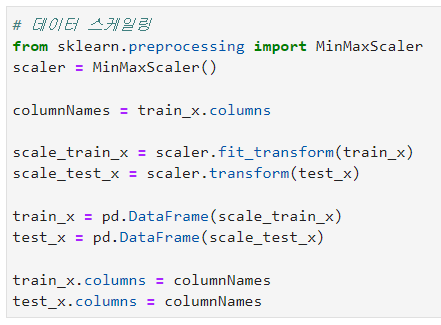 # 데이터 스케일링
from sklearn.preprocessing import MinMaxScaler
scaler = MinMaxScaler()
columnNames = train_x.columns
scale_train_x = scaler.fit_transform(train_x)
scale_test_x = scaler.transform(test_x)
train_x = pd.DataFrame(scale_train_x)
test_x = pd.DataFrame(scale_test_x)
train_x.columns = columnNames
test_x.columns = columnNames